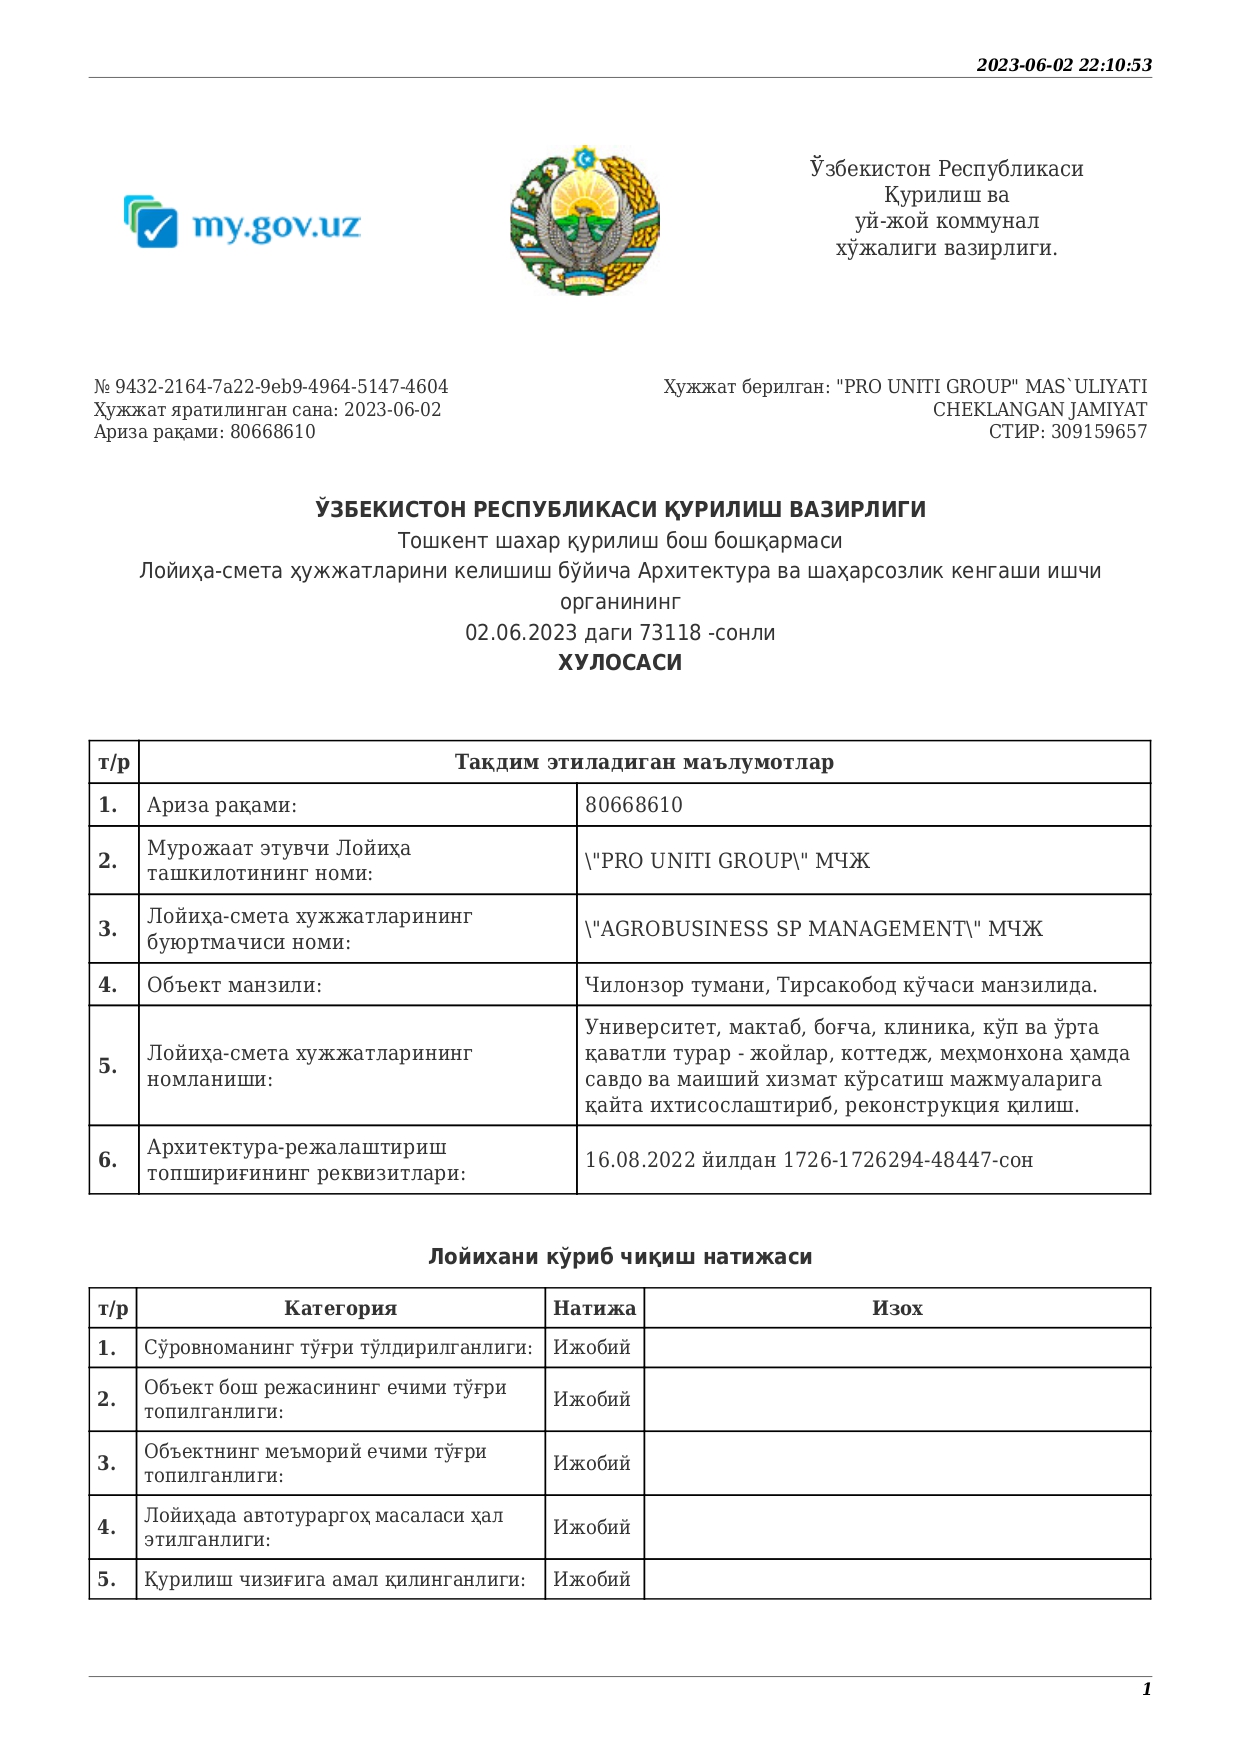 2023-06-02 22:10:53
my.gov.uz
Ўзбекистон Республикаси
Қурилиш ва
уй-жой коммунал
хўжалиги вазирлиги.
№ 9432-2164-7a22-9eb9-4964-5147-4604
Ҳужжат яратилинган сана: 2023-06-02
Ариза рақами: 80668610
Ҳужжат берилган: "PRO UNITI GROUP" MAS`ULIYATI
CHEKLANGAN JAMIYAT
СТИР: 309159657
ЎЗБЕКИСТОН РЕСПУБЛИКАСИ ҚУРИЛИШ ВАЗИРЛИГИ
Тошкент шахар қурилиш бош бошқармаси
Лойиҳа-смета ҳужжатларини келишиш бўйича Архитектура ва шаҳарсозлик кенгаши ишчи
органининг
02.06.2023 даги 73118 -сонли
ХУЛОСАСИ
т/р Тақдим этиладиган маълумотлар
1. Ариза рақами: 80668610
2. Мурожаат этувчи Лойиҳа
ташкилотининг номи: \"PRO UNITI GROUP\" МЧЖ
3. Лойиҳа-смета хужжатларининг
буюртмачиси номи: \"AGROBUSINESS SP MANAGEMENT\" МЧЖ
4. Объект манзили: Чилонзор тумани, Тирсакобод кўчаси манзилида.
5. Лойиҳа-смета хужжатларининг
номланиши:
Университет, мактаб, боғча, клиника, кўп ва ўрта
қаватли турар - жойлар, коттедж, меҳмонхона ҳамда
савдо ва маиший хизмат кўрсатиш мажмуаларига
қайта ихтисослаштириб, реконструкция қилиш.
6. Архитектура-режалаштириш
топшириғининг реквизитлари: 16.08.2022 йилдан 1726-1726294-48447-сон
Лойихани кўриб чиқиш натижаси
т/р Категория Натижа Изох
1. Сўровноманинг тўғри тўлдирилганлиги: Ижобий
2. Объект бош режасининг ечими тўғри
топилганлиги: Ижобий
3. Объектнинг меъморий ечими тўғри
топилганлиги: Ижобий
4. Лойиҳада автотураргоҳ масаласи ҳал
этилганлиги: Ижобий
5. Қурилиш чизиғига амал қилинганлиги: Ижобий
1